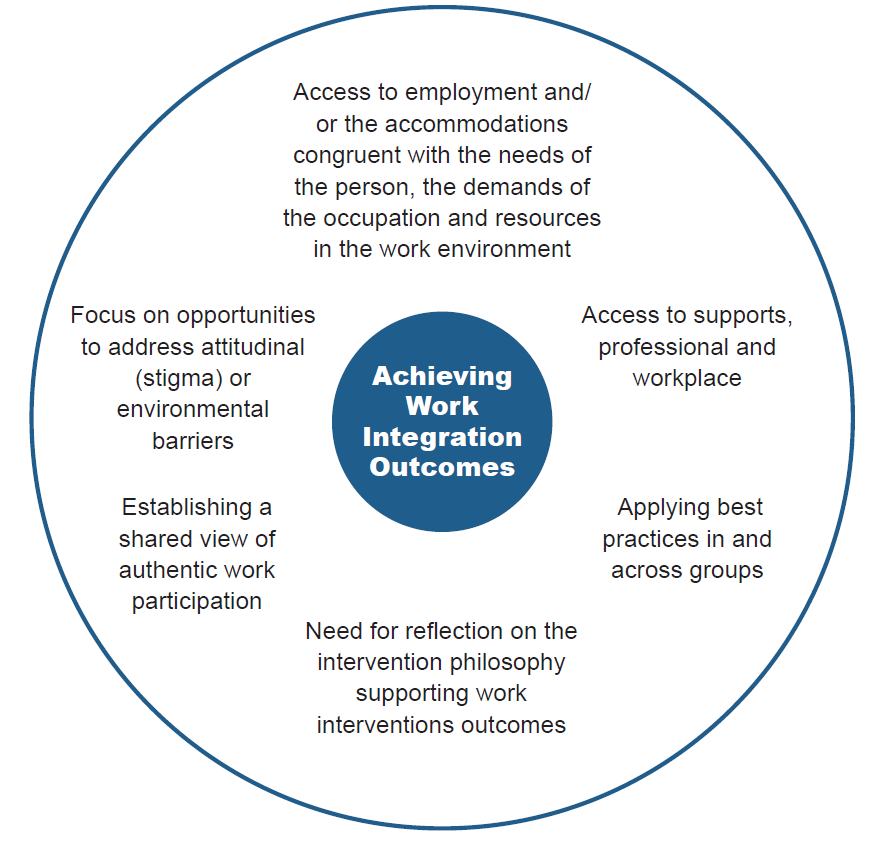 Access to employment and/
or the accommodations
congruent with the needs of
the person, the demands of
the occupation and resources
in the work environment
Focus on opportunities
to address attitudinal
(stigma) or
environmental
barriers
Access to supports,
professional and
workplace
Achieving
Work
Integration
Outcomes
Establishing a
shared view of
authentic work
participation
Applying best
practices in and
across groups
Need for reflection on the
intervention philosophy
supporting work
interventions outcomes